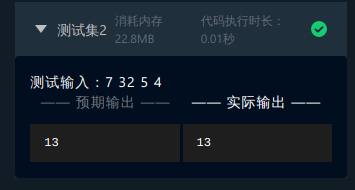 测试集2
消耗内存
22.8MB
代码执行时长：
0.01秒
测试输入：7 32 5 4
—— 预期输出 ——
—— 实际输出 ——
13
13